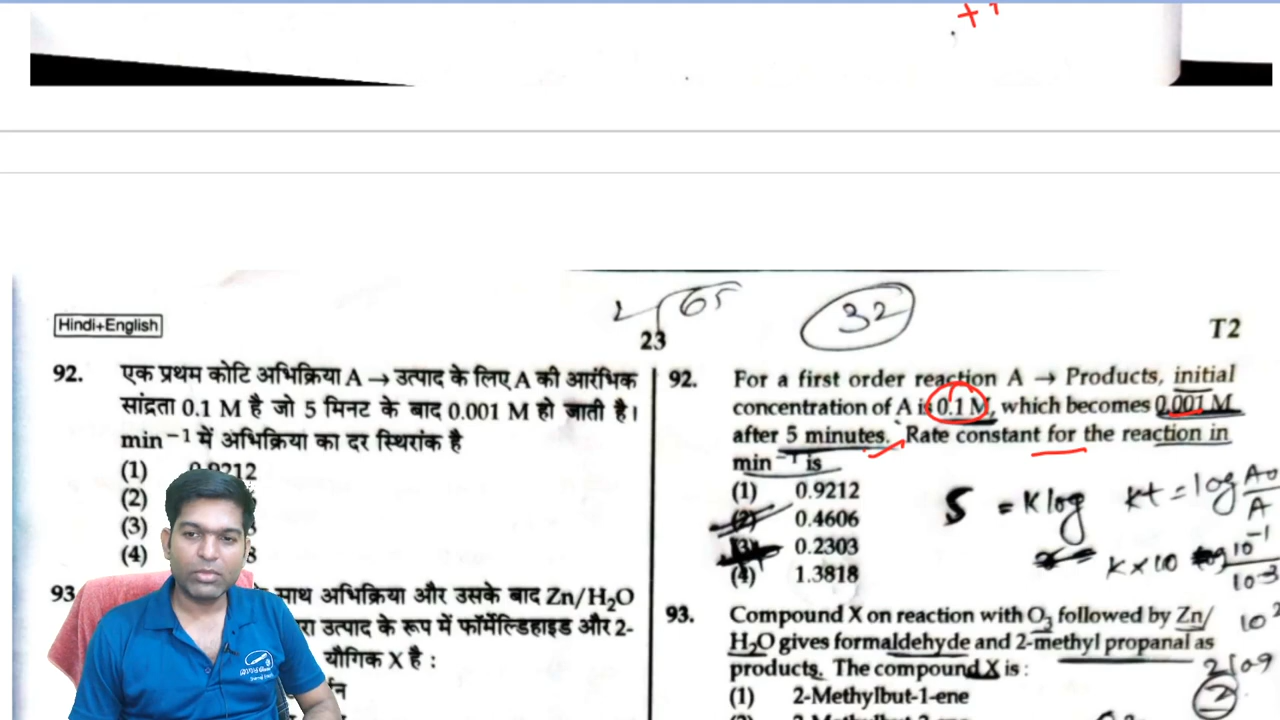 32
Hindi+English
23
T2
92. एक प्रथम कोटि अभिक्रिया A → उत्पाद के लिए A की आरंभिक
सांद्रता 0.1 M है जो 5 मिनट के बाद 0.001 M हो जाती है।
min⁻¹ में अभिक्रिया का दर स्थिरांक है
(1) 0.9212
(2)
(3)
(4)
93
साथ अभिक्रिया और उसके बाद Zn/H₂O
उत्पाद के रूप में फॉर्मेल्डिहाइड और 2-
यौगिक X है :
92. For a first order reaction A → Products, initial
concentration of A is 0.1 M, which becomes 0.001 M
after 5 minutes. Rate constant for the reaction in
min⁻¹ is
(1) 0.9212
(2) 0.4606
(3) 0.2303
(4) 1.3818
5 = K log
Kt = log A₀/A
K×10 log 10⁻¹/10⁻³
93. Compound X on reaction with O₃ followed by Zn/
H₂O gives formaldehyde and 2-methyl propanal as
products. The compound X is :
(1) 2-Methylbut-1-ene
2